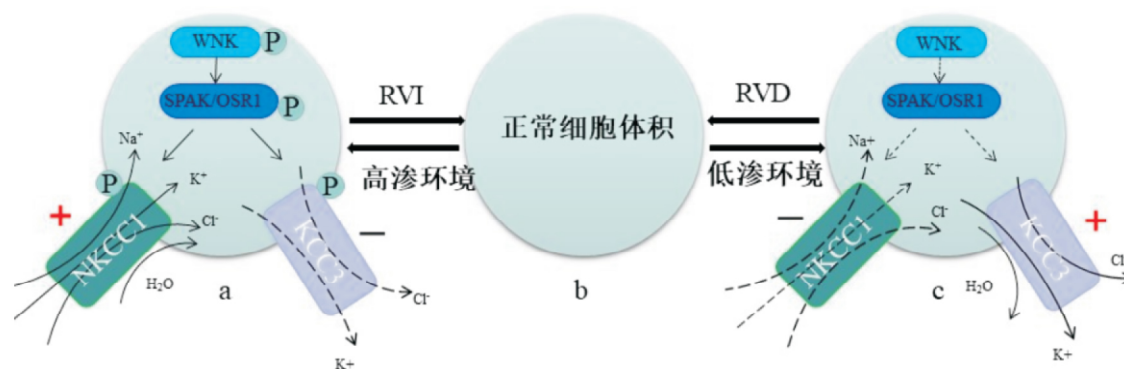 WNK
P
SPAK/OSR1
P
Na⁺
K⁺
P
P
+
NKCC1
Cl⁻
H₂O
KCC3
−
Cl⁻
K+
a
RVI
高渗环境
正常细胞体积
b
RVD
低渗环境
WNK
SPAK/OSR1
Na⁺
K⁺
−
NKCC1
Cl⁻
H₂O
KCC3
+
Cl
K+
c